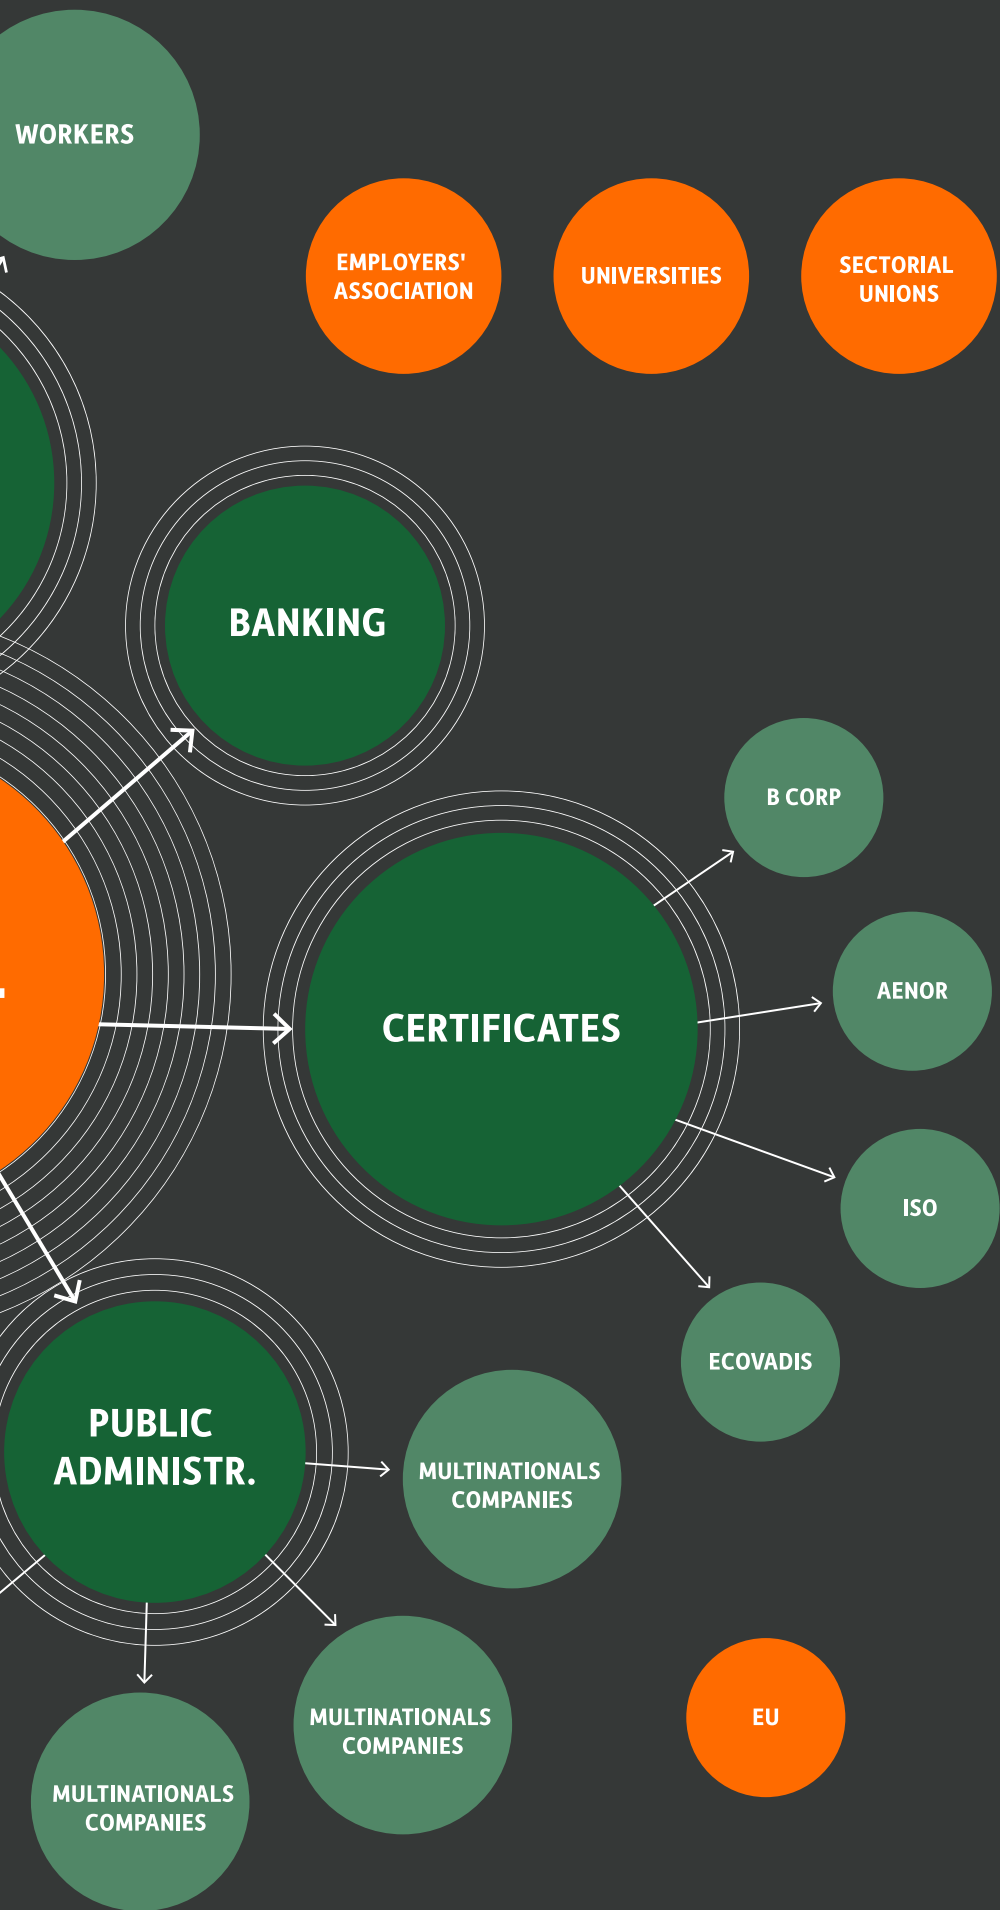 WORKERS
EMPLOYERS'
ASSOCIATION
UNIVERSITIES
SECTORIAL
UNIONS
BANKING
B CORP
AENOR
CERTIFICATES
ISO
ECOVADIS
PUBLIC
ADMINISTR.
MULTINATIONALS
COMPANIES
MULTINATIONALS
COMPANIES
EU
MULTINATIONALS
COMPANIES